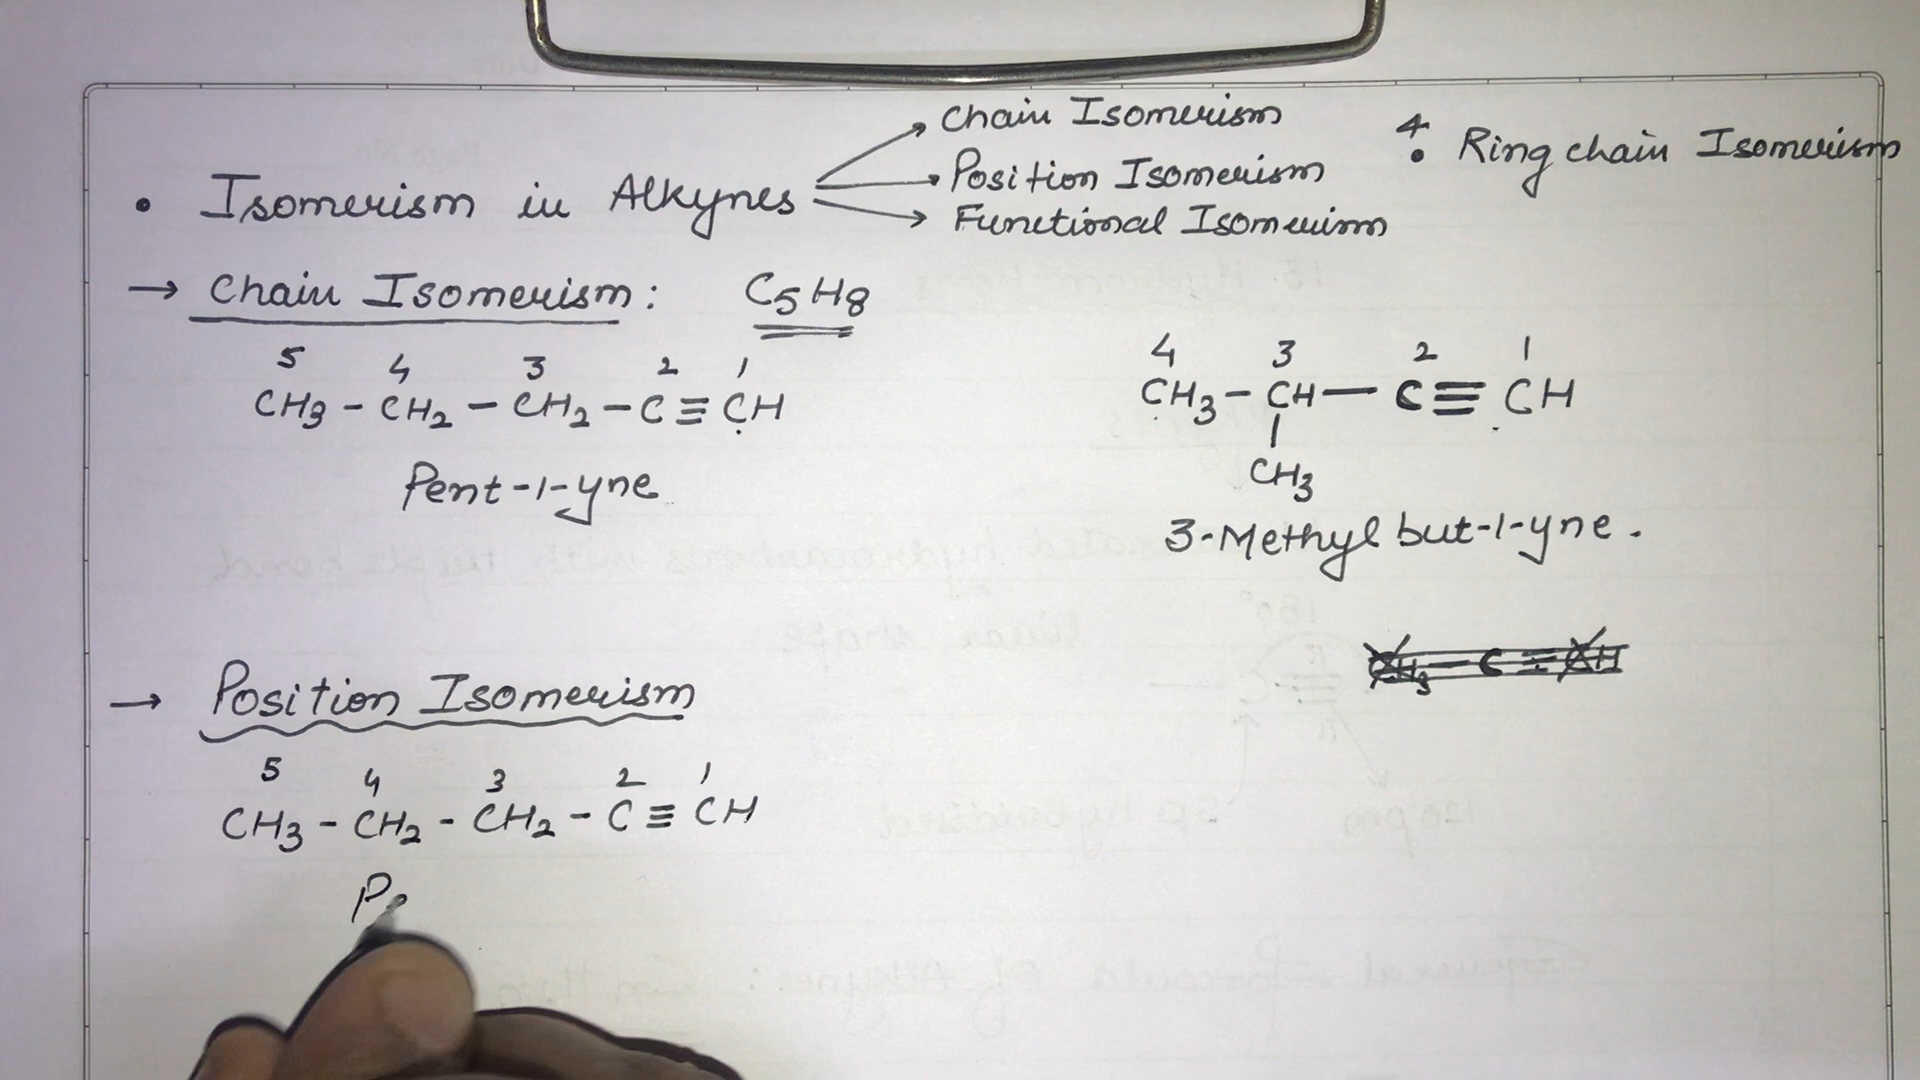 • Isomerism in Alkynes
Chain Isomerism
Position Isomerism
Functional Isomerism
4. Ring chain Isomerism
→ Chain Isomerism : C5H8
5 4 3 2 1
CH3 - CH2 - CH2 - C ≡ CH
Pent-1-yne
4 3 2 1
CH3 - CH - C ≡ CH
CH3
3-Methyl but-1-yne.
→ Position Isomerism
5 4 3 2 1
CH3 - CH2 - CH2 - C ≡ CH
Pe